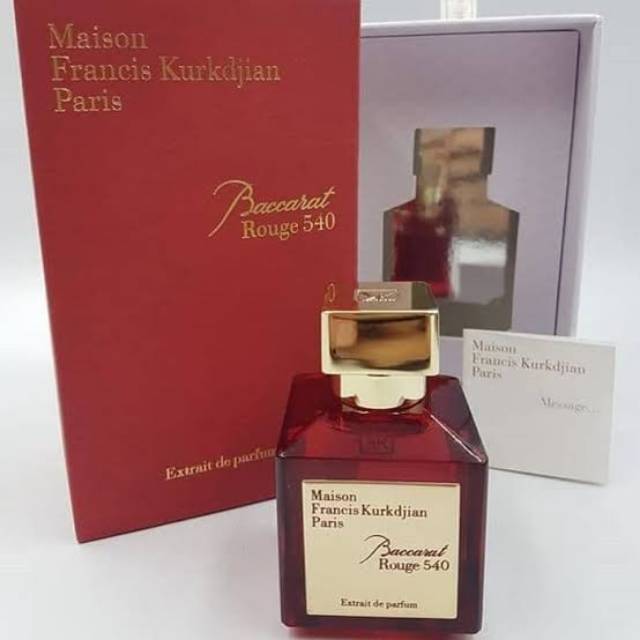 Maison
Francis Kurkdjian
Paris
Baccarat
Rouge 540
Extrait de parfum
Maison
Francis Kurkdjian
Paris
Message...
Maison
Francis Kurkdjian
Paris
Baccarat
Rouge 540
Extrait de parfum